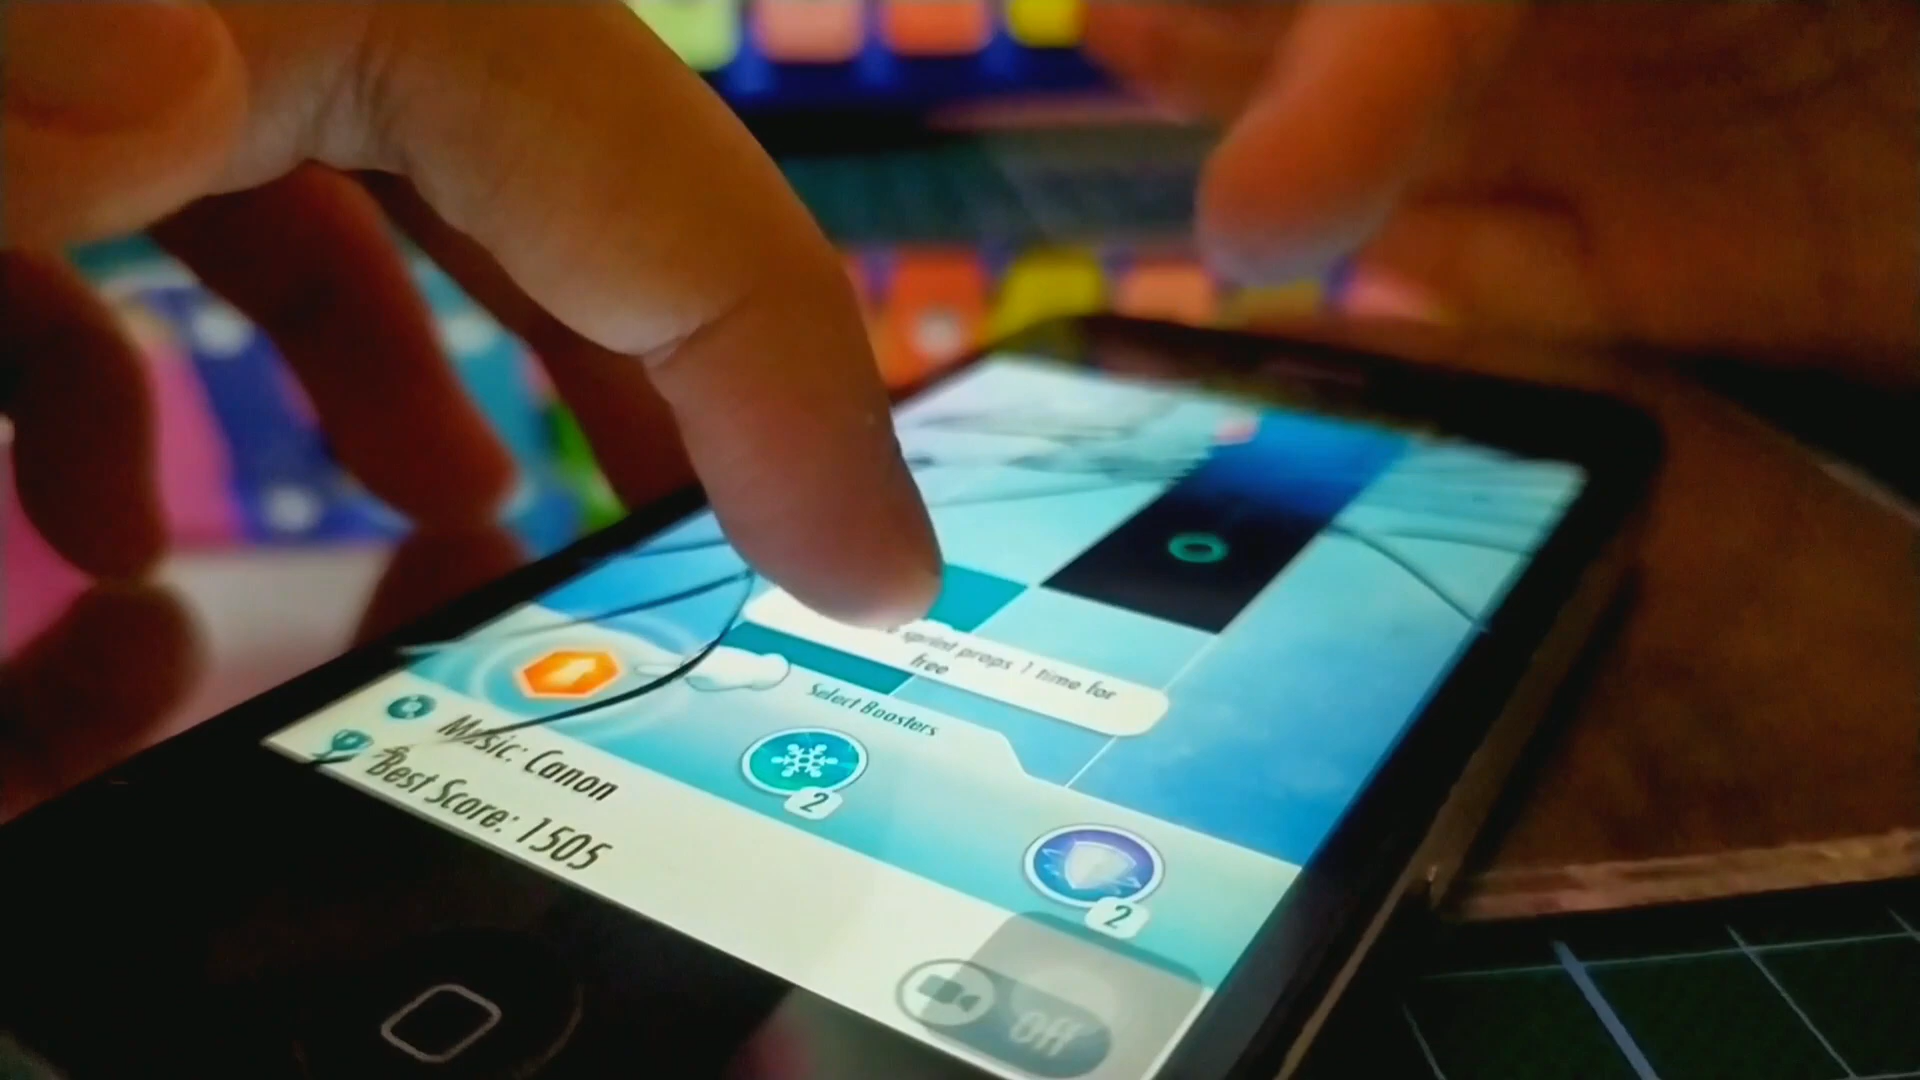 sprint props 1 time for
free
Select Boosters
Music: Canon
Best Score: 1505
2
2
off